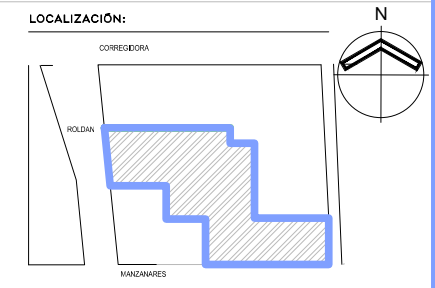 LOCALIZACIÓN:
N
CORREGIDORA
ROLDAN
MANZANARES